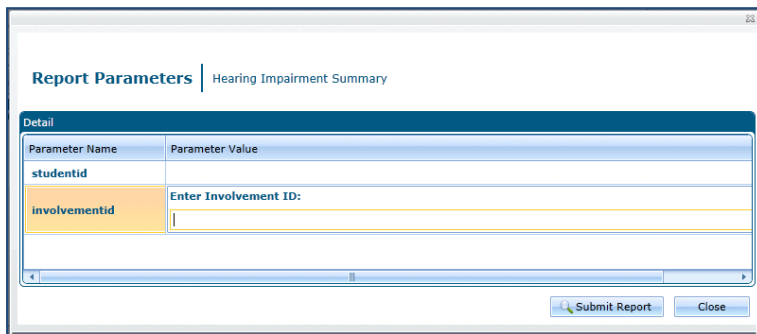 Report Parameters Hearing Impairment Summary
Detail
Parameter Name Parameter Value
studentid
Enter Involvement ID:
involvementid
Submit Report Close